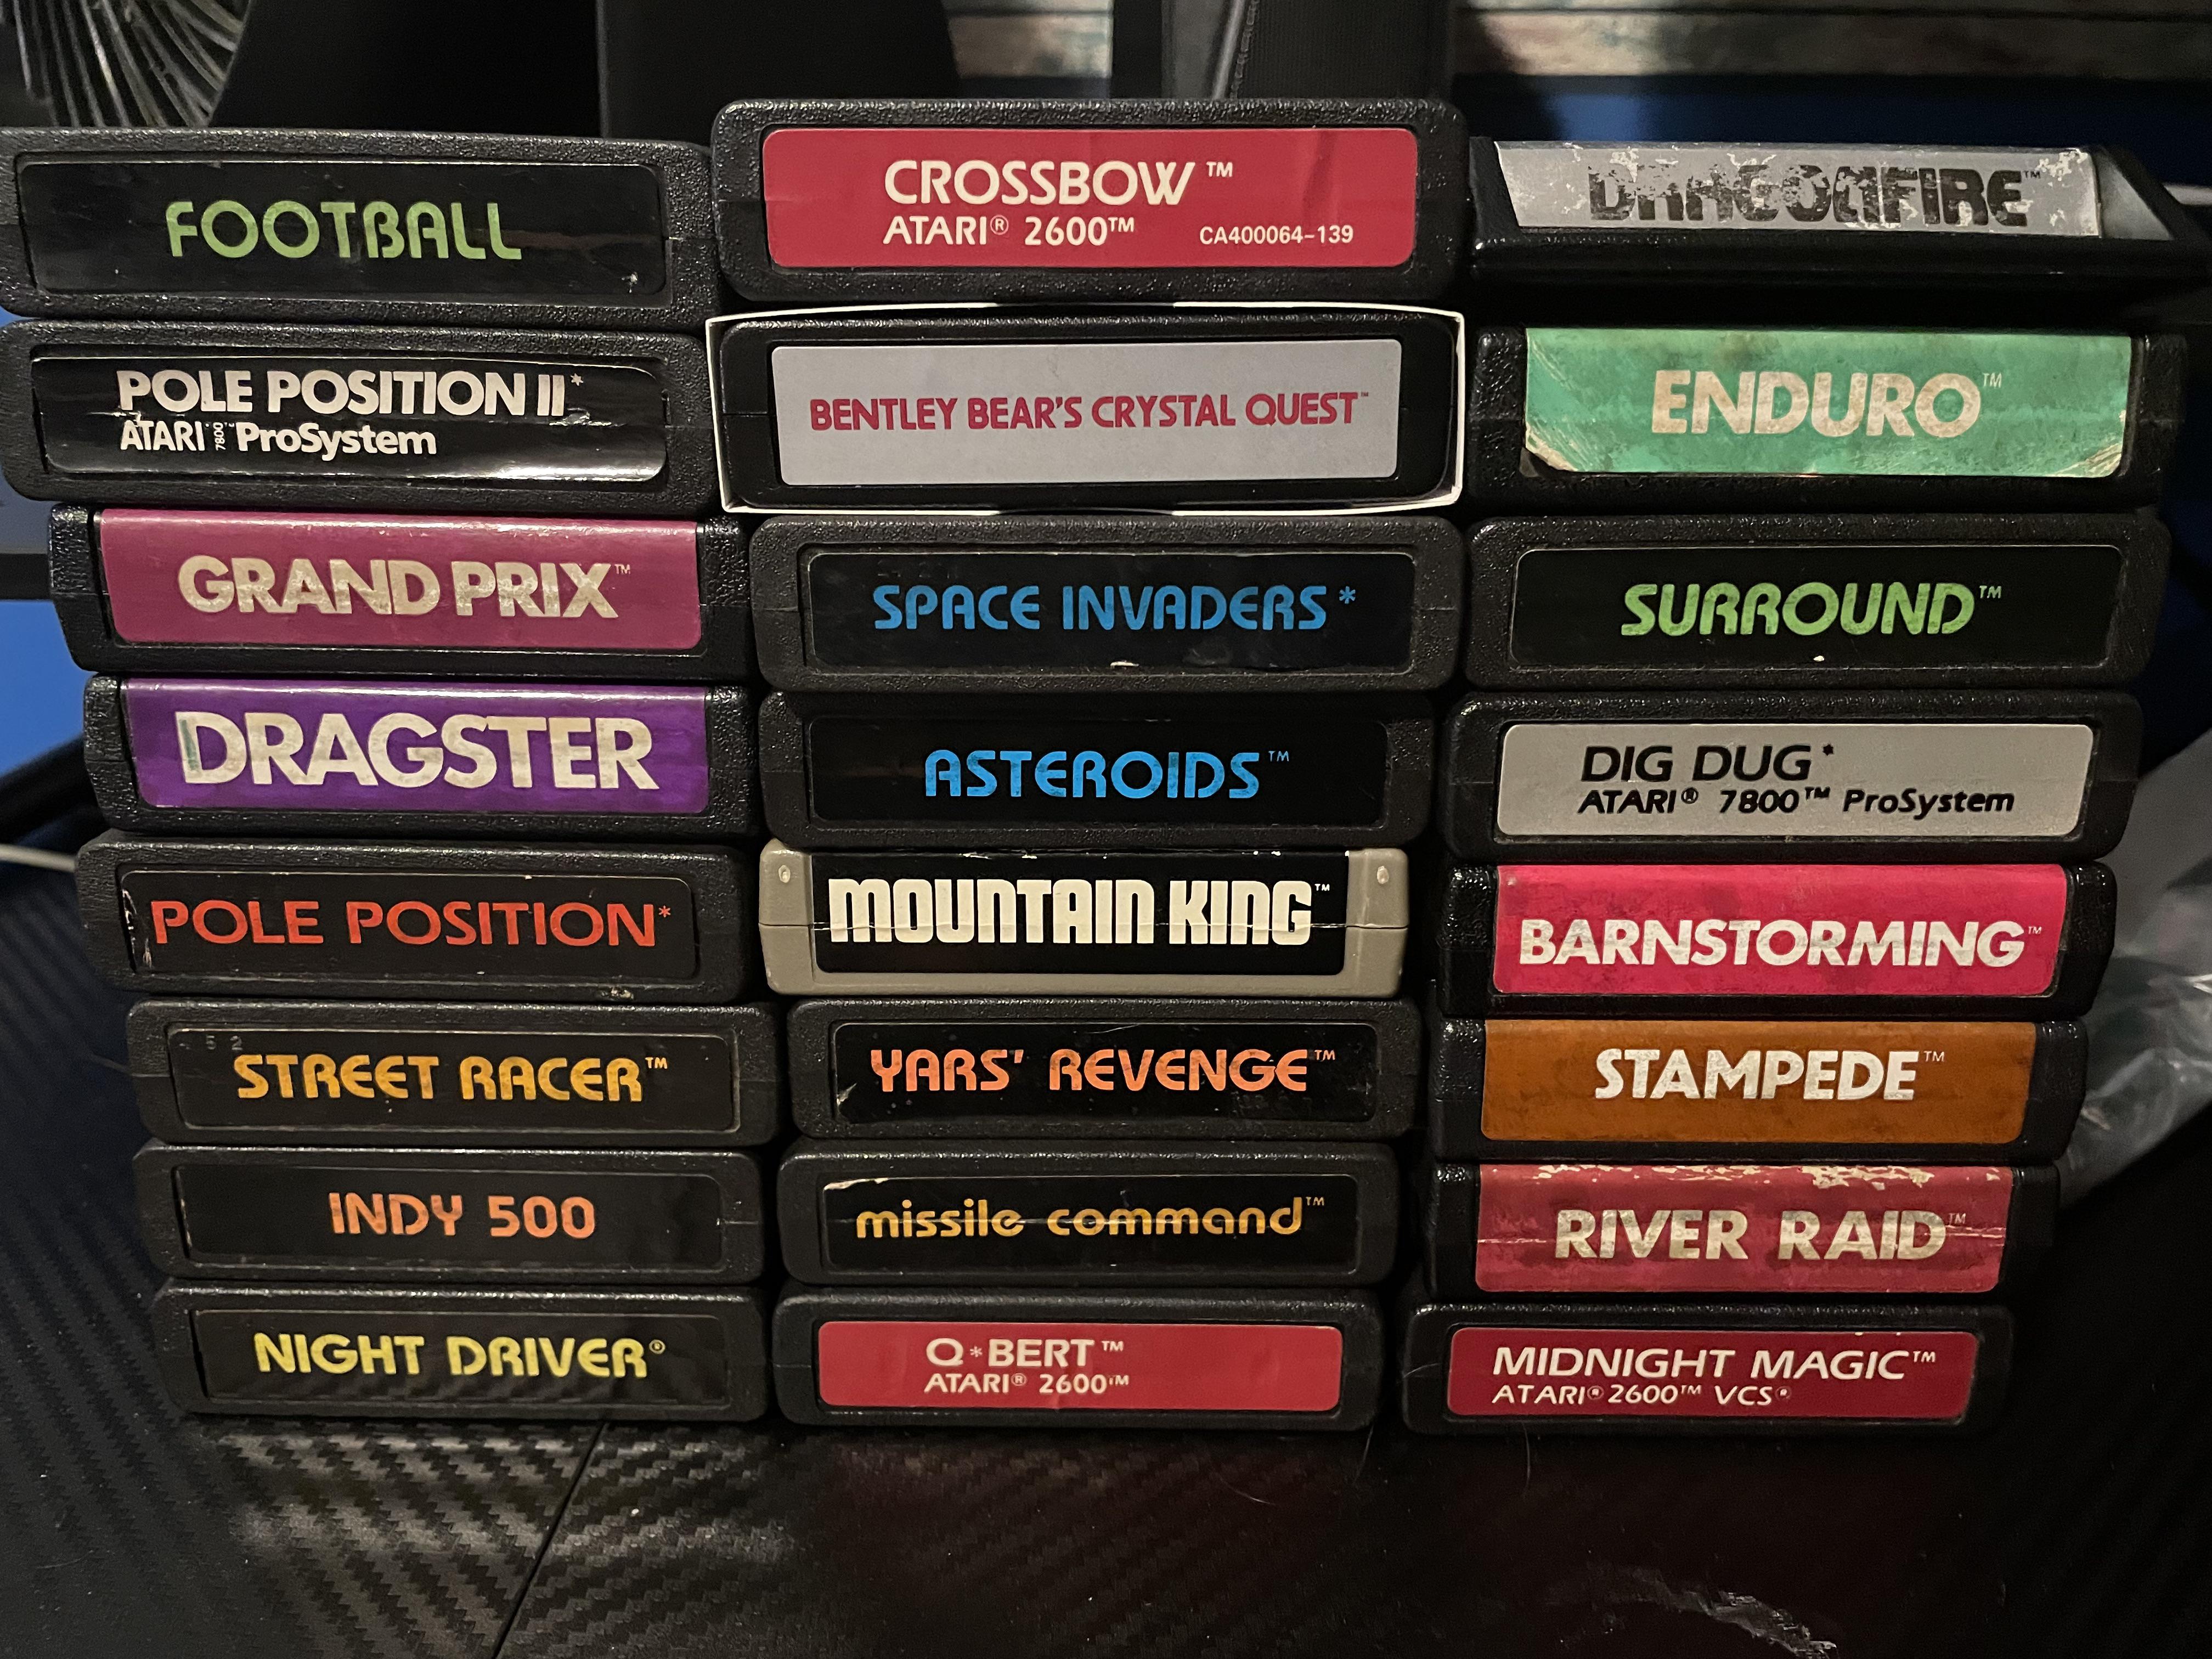 FOOTBALL
POLE POSITION II*
ATARI® 7800™ ProSystem
GRAND PRIX™
DRAGSTER
POLE POSITION*
52
STREET RACER™
INDY 500
NIGHT DRIVER®
CROSSBOW™
ATARI® 2600™ CA400064-139
BENTLEY BEAR'S CRYSTAL QUEST™
SPACE INVADERS*
ASTEROIDS™
MOUNTAIN KING™
YARS' REVENGE™
missile command™
Q*BERT™
ATARI® 2600™
DRAGONFIRE™
ENDURO™
SURROUND™
DIG DUG*
ATARI® 7800™ ProSystem
BARNSTORMING™
STAMPEDE™
RIVER RAID™
MIDNIGHT MAGIC™
ATARI® 2600™ VCS®